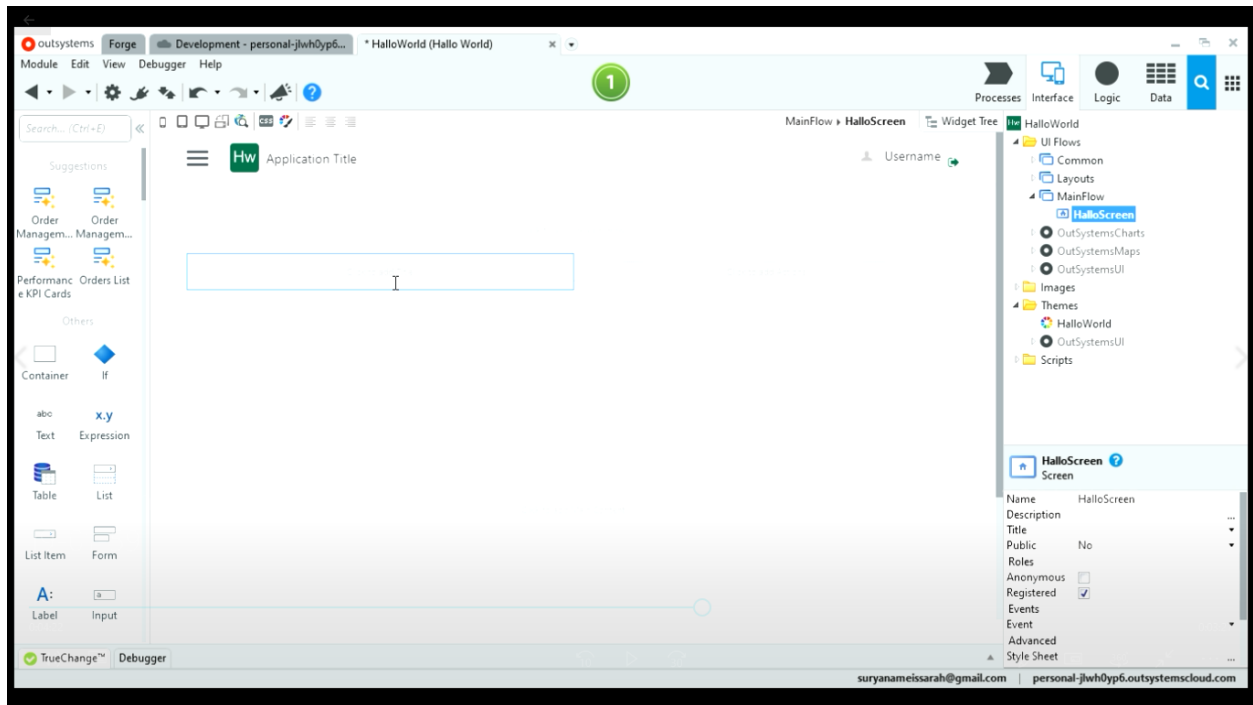 outsystems Forge Development - personal-jlwh0yp6... * HalloWorld (Hallo World)
Module Edit View Debugger Help
1
Processes Interface Logic Data
Search... (Ctrl+E)
MainFlow HalloScreen Widget Tree
Hw Application Title
Username
Suggestions
Order Order
Managem... Managem...
Performanc Orders List
e KPI Cards
Others
Container If
abc x.y
Text Expression
Table List
List Item Form
A: a
Label Input
TrueChange™ Debugger
HalloWorld
UI Flows
Common
Layouts
MainFlow
HalloScreen
OutSystemsCharts
OutSystemsMaps
OutSystemsUI
Images
Themes
HalloWorld
OutSystemsUI
Scripts
HalloScreen
Screen
Name HalloScreen
Description ...
Title
Public No
Roles
Anonymous
Registered
Events
Event
Advanced
Style Sheet ...
suryanameissarah@gmail.com | personal-jlwh0yp6.outsystemscloud.com